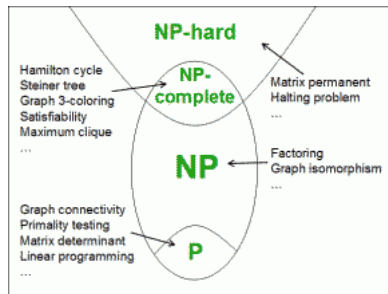 NP-hard
Hamilton cycle
Steiner tree
Graph 3-coloring
Satisfiability
Maximum clique
...
NP-
complete
Matrix permanent
Halting problem
...
NP
Factoring
Graph isomorphism
...
Graph connectivity
Primality testing
Matrix determinant
Linear programming
...
P